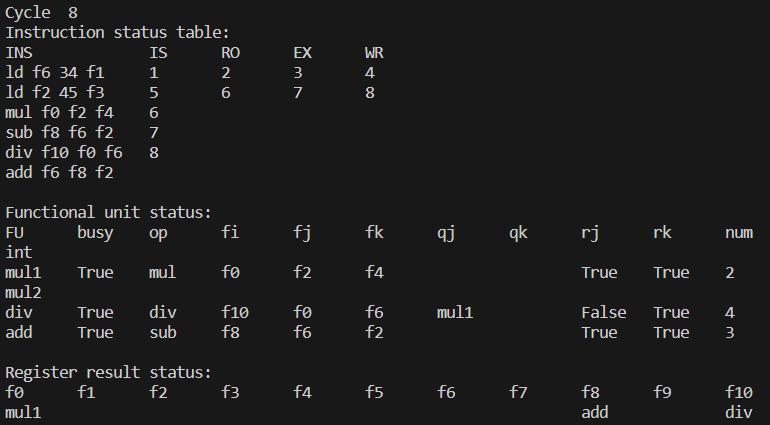 Cycle  8
Instruction status table:
INS               IS       RO       EX       WR
ld f6 34 f1       1        2        3        4
ld f2 45 f3       5        6        7        8
mul f0 f2 f4      6
sub f8 f6 f2      7
div f10 f0 f6     8
add f6 f8 f2
Functional unit status:
FU       busy     op       fi       fj       fk       qj       qk       rj       rk       num
int
mul1     True     mul      f0       f2       f4                         True     True     2
mul2
div      True     div      f10      f0       f6       mul1              False    True     4
add      True     sub      f8       f6       f2                         True     True     3
Register result status:
f0       f1       f2       f3       f4       f5       f6       f7       f8       f9       f10
mul1                                                                    add               div